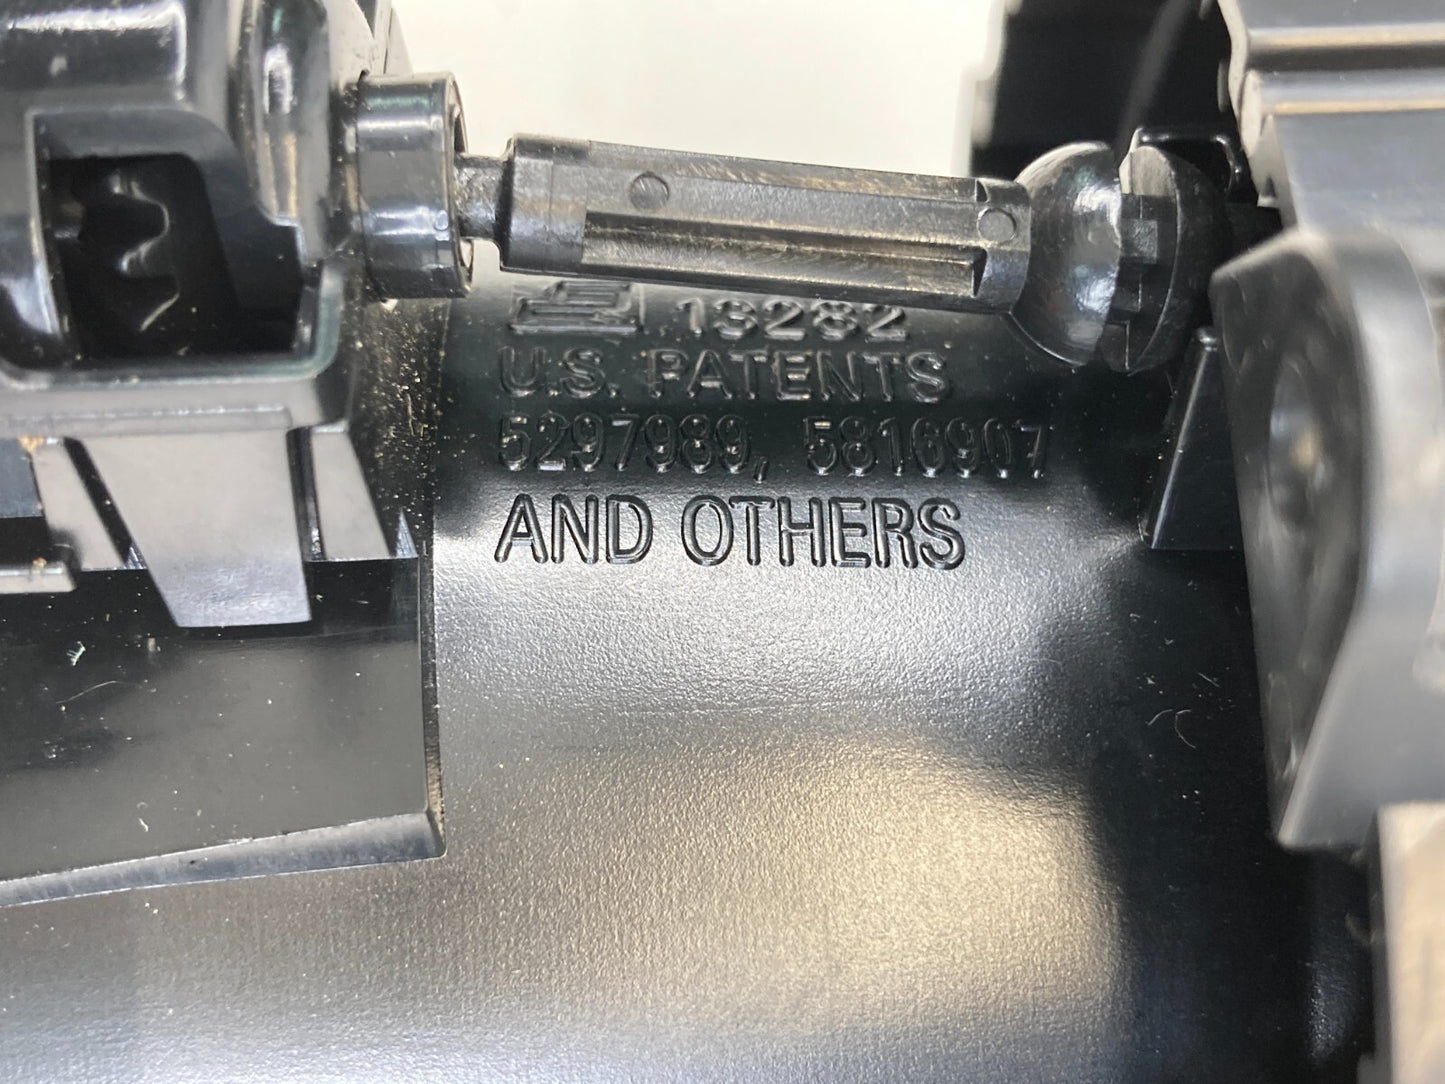 13282
U.S. PATENTS
5297989, 5816907
AND OTHERS